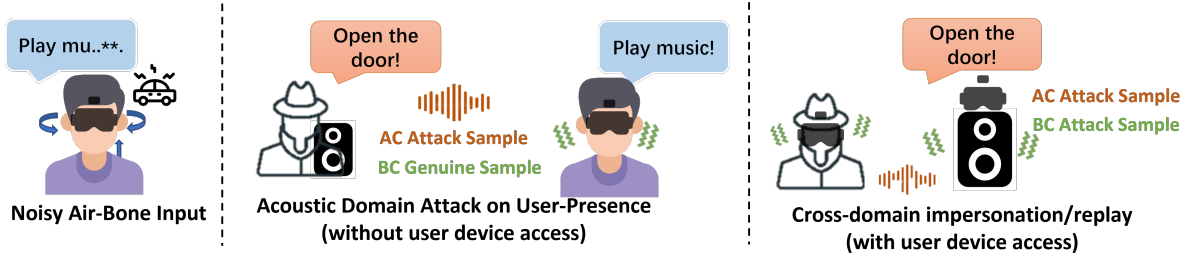 Play mu..**.
Noisy Air-Bone Input
Open the
door!
Play music!
AC Attack Sample
BC Genuine Sample
Acoustic Domain Attack on User-Presence
(without user device access)
Open the
door!
AC Attack Sample
BC Attack Sample
Cross-domain impersonation/replay
(with user device access)